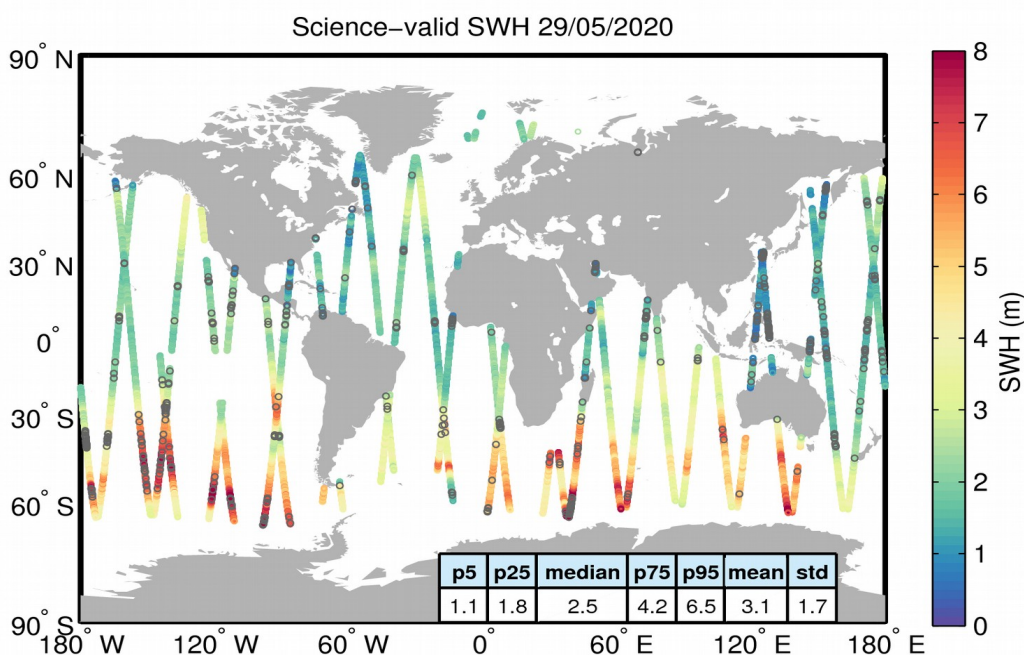 Science−valid SWH 29/05/2020
90° N
60° N
30° N
0°
30° S
60° S
90° S
180° W
120° W
60° W
0°
60° E
120° E
180° E
p5 p25 median p75 p95 mean std
1.1 1.8 2.5 4.2 6.5 3.1 1.7
8
7
6
5
4
3
2
1
0
SWH (m)